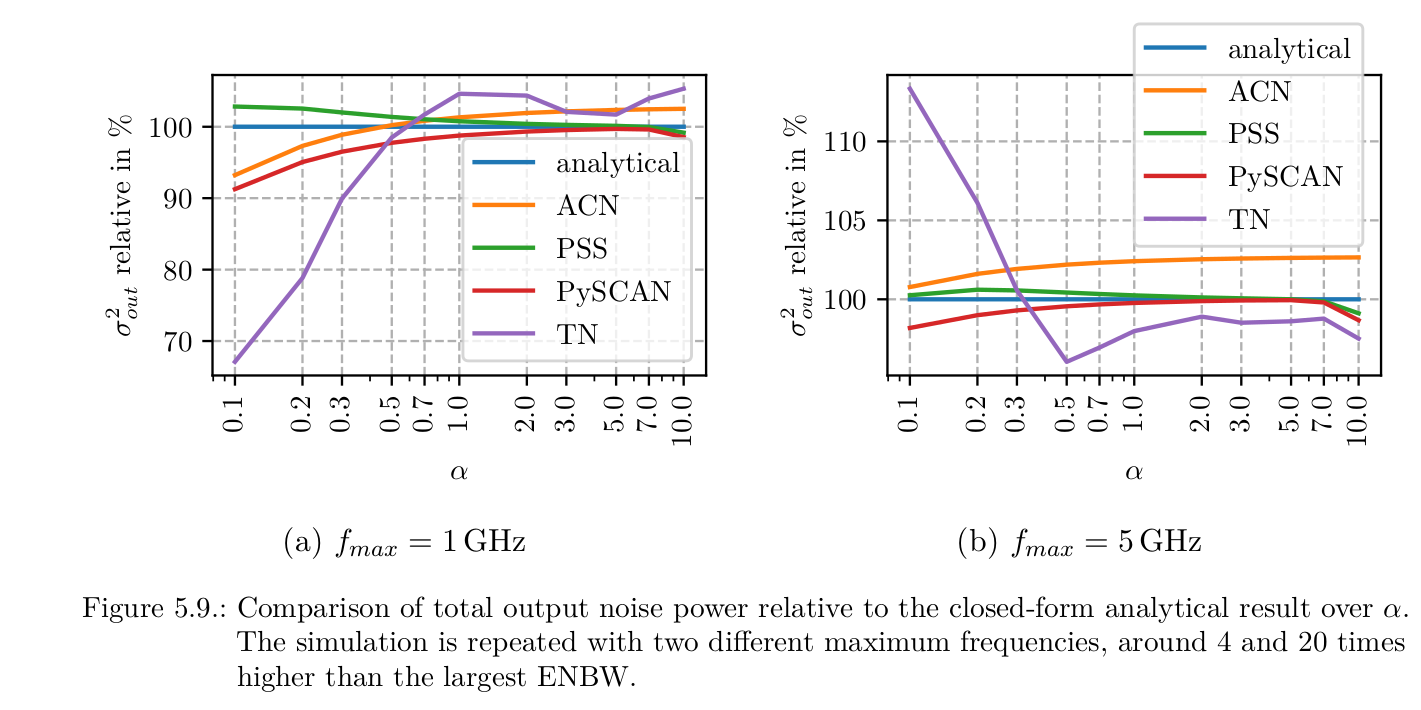 σ²out relative in %
100
90
80
70
analytical
ACN
PSS
PySCAN
TN
0.1
0.2
0.3
0.5
0.7
1.0
2.0
3.0
5.0
7.0
10.0
α
(a) fmax = 1 GHz
σ²out relative in %
110
105
100
analytical
ACN
PSS
PySCAN
TN
0.1
0.2
0.3
0.5
0.7
1.0
2.0
3.0
5.0
7.0
10.0
α
(b) fmax = 5 GHz
Figure 5.9.: Comparison of total output noise power relative to the closed-form analytical result over α.
The simulation is repeated with two different maximum frequencies, around 4 and 20 times
higher than the largest ENBW.